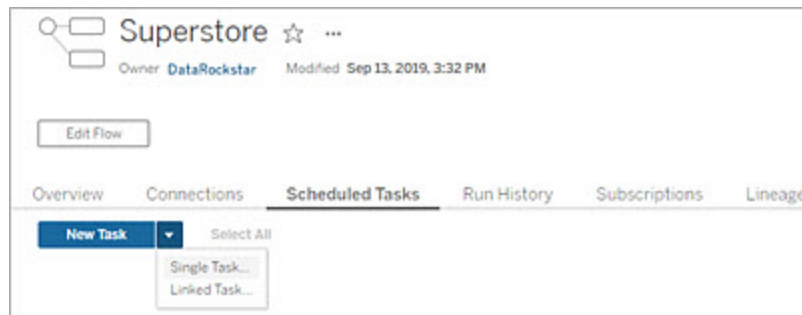 Superstore ☆ ...
Owner DataRockstar Modified Sep 13, 2019, 3:32 PM
Edit Flow
Overview Connections Scheduled Tasks Run History Subscriptions Lineage
New Task Select All
Single Task...
Linked Task...